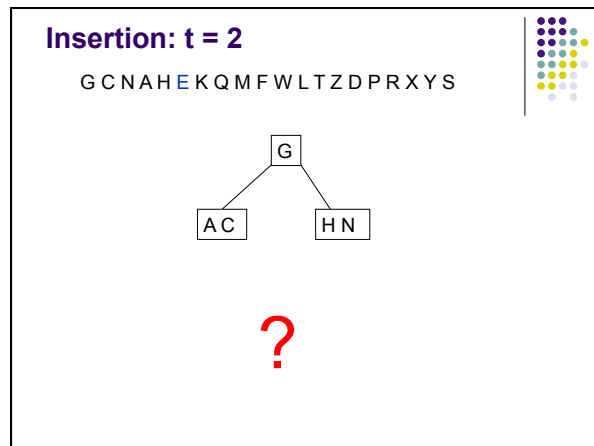 Insertion: t = 2
G C N A H E K Q M F W L T Z D P R X Y S
G
A C
H N
?